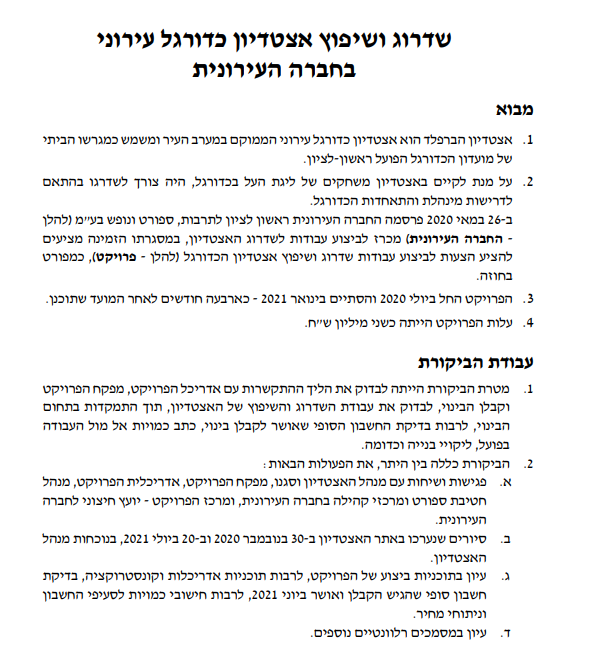 שדרוג ושיפוץ אצטדיון כדורגל עירוני
בחברה העירונית
מבוא
1. אצטדיון הברפלד הוא אצטדיון כדורגל עירוני הממוקם במערב העיר ומשמש כמגרשו הביתי
של מועדון הכדורגל הפועל ראשון-לציון.
2. על מנת לקיים באצטדיון משחקים של ליגת העל בכדורגל, היה צורך לשדרגו בהתאם
לדרישות מינהלת והתאחדות הכדורגל.
ב-26 במאי 2020 פרסמה החברה העירונית ראשון לציון לתרבות, ספורט ונופש בע״מ (להלן
- החברה העירונית) מכרז לביצוע עבודות לשדרוג האצטדיון, במסגרתו הזמינה מציעים
להציע הצעות לביצוע עבודות שדרוג ושיפוץ אצטדיון הכדורגל (להלן - פרויקט), כמפורט
בחוזה.
3. הפרויקט החל ביולי 2020 והסתיים בינואר 2021 - כארבעה חודשים לאחר המועד שתוכנן.
4. עלות הפרויקט הייתה כשני מיליון ש״ח.
עבודת הביקורת
1. מטרת הביקורת הייתה לבדוק את הליך ההתקשרות עם אדריכל הפרויקט, מפקח הפרויקט
וקבלן הבינוי, לבדוק את עבודת השדרוג והשיפוץ של האצטדיון, תוך התמקדות בתחום
הבינוי, לרבות בדיקת החשבון הסופי שאושר לקבלן בינוי, כתב כמויות אל מול העבודה
בפועל, ליקויי בנייה וכדומה.
2. הביקורת כללה בין היתר, את הפעולות הבאות:
א. פגישות ושיחות עם מנהל האצטדיון וסגנו, מפקח הפרויקט, אדריכלית הפרויקט, מנהל
חטיבת ספורט ומרכזי קהילה בחברה העירונית, ומרכז הפרויקט - יועץ חיצוני לחברה
העירונית.
ב. סיורים שנערכו באתר האצטדיון ב-30 בנובמבר 2020 וב-20 ביולי 2021, בנוכחות מנהל
האצטדיון.
ג. עיון בתוכניות ביצוע של הפרויקט, לרבות תוכניות אדריכלות וקונסטרוקציה, בדיקת
חשבון סופי שהגיש הקבלן ואושר ביוני 2021, לרבות חישובי כמויות לסעיפי החשבון
וניתוחי מחיר.
ד. עיון במסמכים רלוונטיים נוספים.